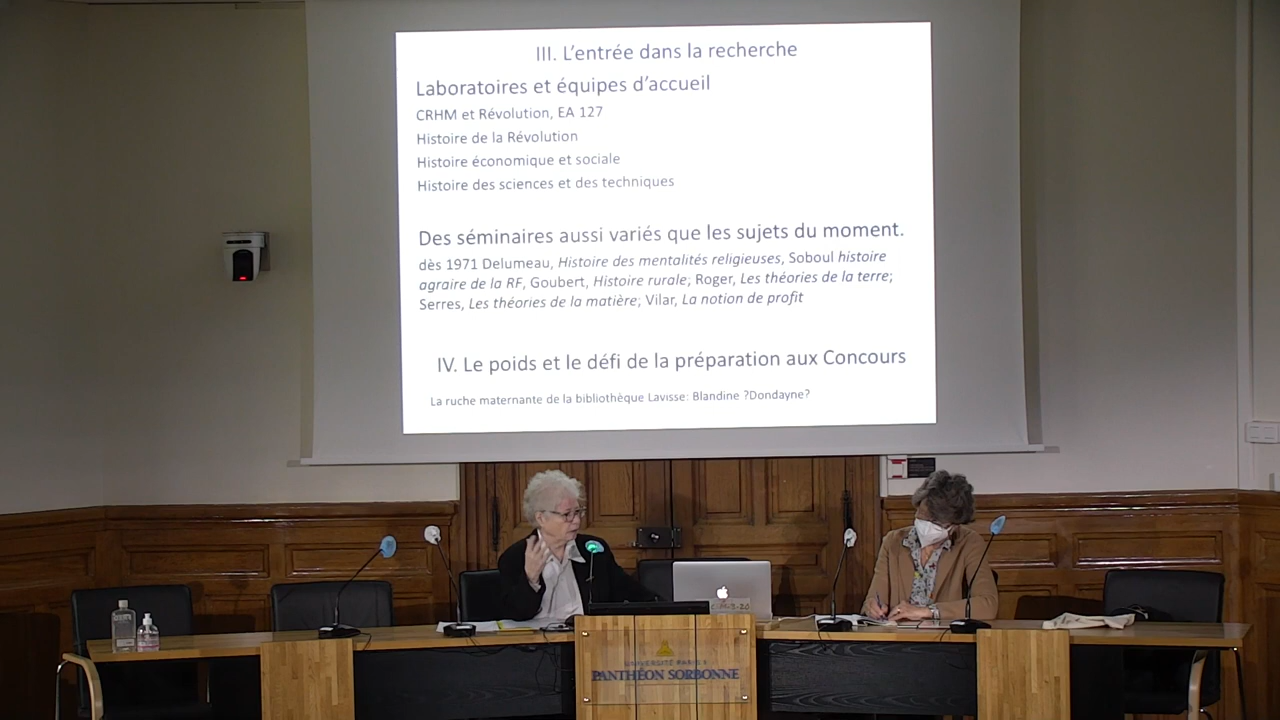 III. L'entrée dans la recherche
Laboratoires et équipes d'accueil
CRHM et Révolution, EA 127
Histoire de la Révolution
Histoire économique et sociale
Histoire des sciences et des techniques
Des séminaires aussi variés que les sujets du moment.
dès 1971 Delumeau, Histoire des mentalités religieuses, Soboul histoire
agraire de la RF, Goubert, Histoire rurale; Roger, Les théories de la terre;
Serres, Les théories de la matière; Vilar, La notion de profit
IV. Le poids et le défi de la préparation aux Concours
La ruche maternante de la bibliothèque Lavisse: Blandine ?Dondayne?
UNIVERSITÉ PARIS 1
PANTHÉON SORBONNE